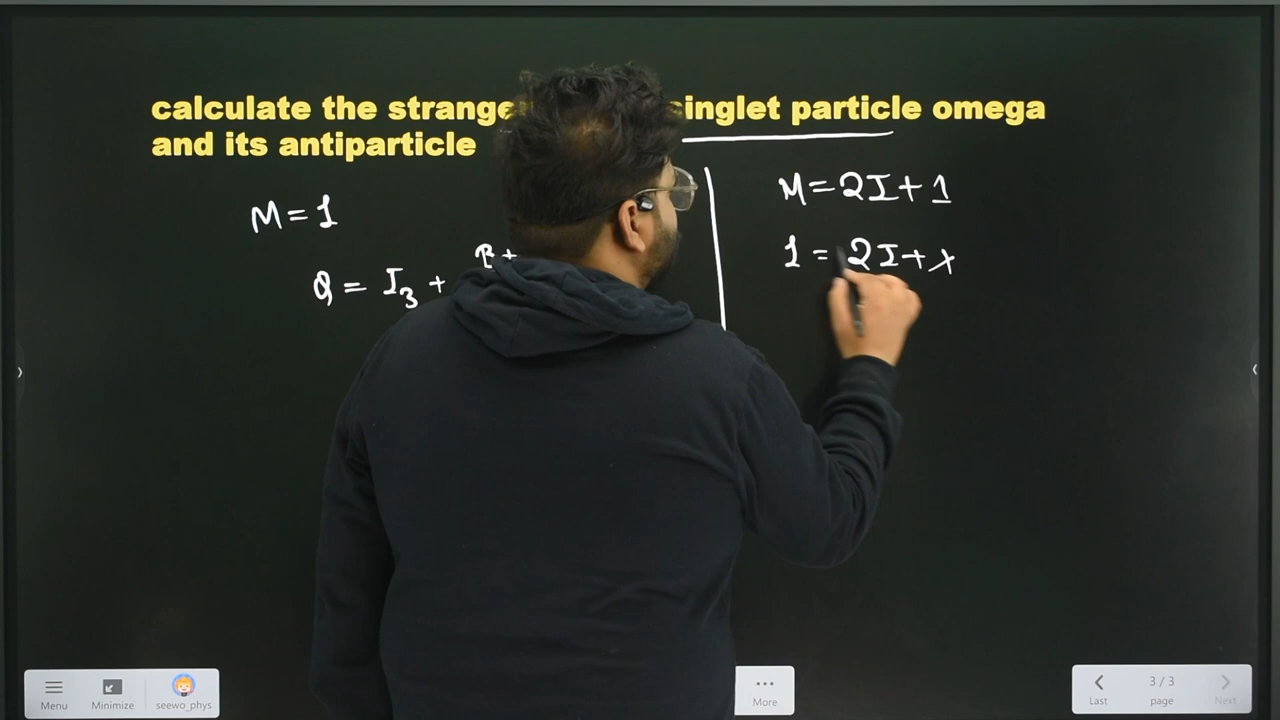 calculate the strange singlet particle omega
and its antiparticle
M = 1
Q = I3 + B +
M = 2I + 1
1 = 2I + 1
Menu
Minimize
seewo_phys
More
Last
3 / 3
page
Next